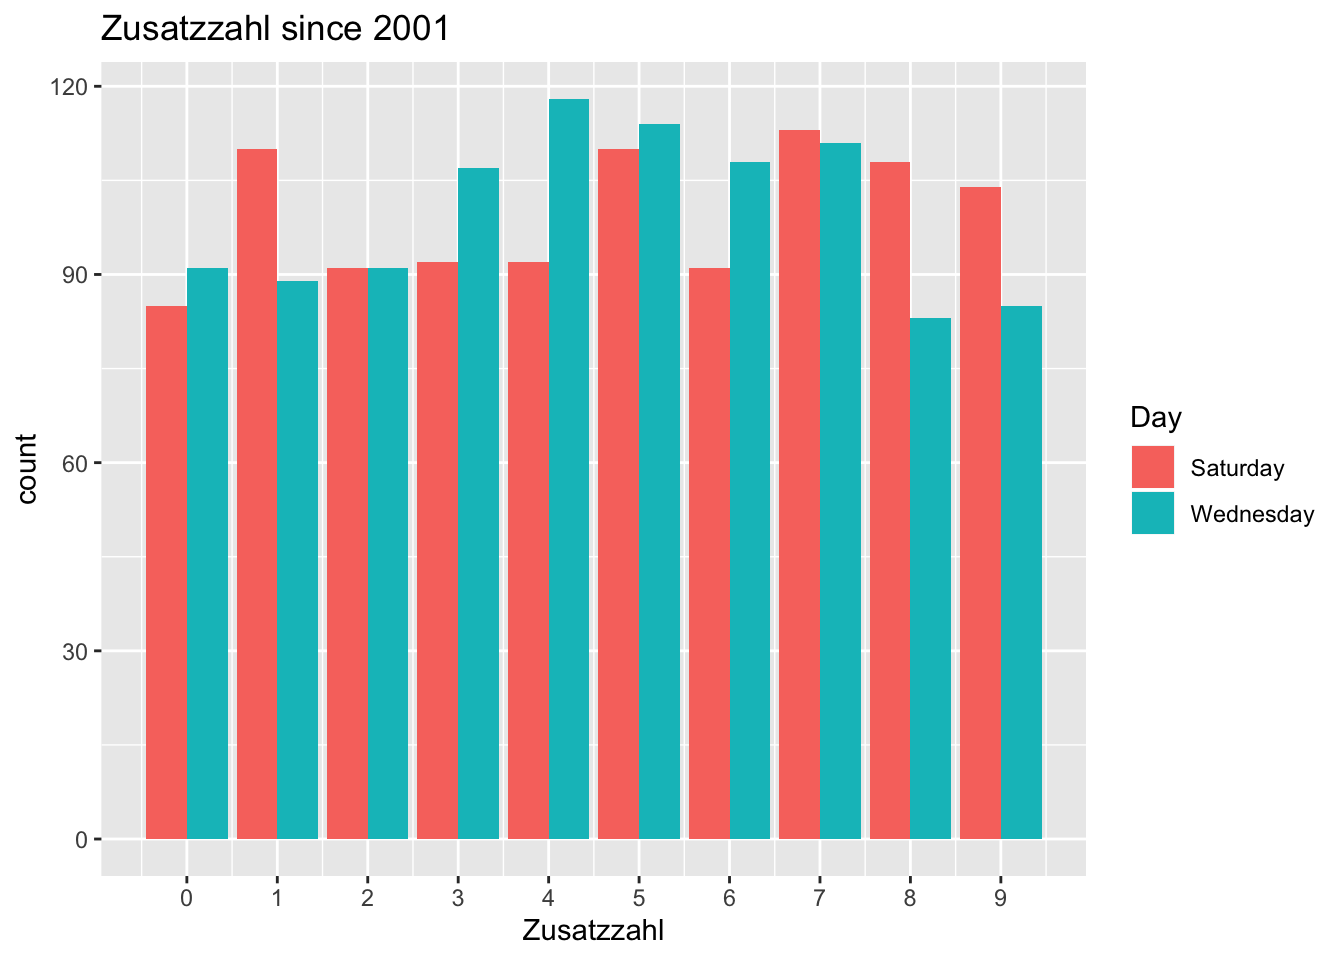 Zusatzzahl since 2001
120
90
60
30
0
count
0 1 2 3 4 5 6 7 8 9
Zusatzzahl
Day
Saturday
Wednesday